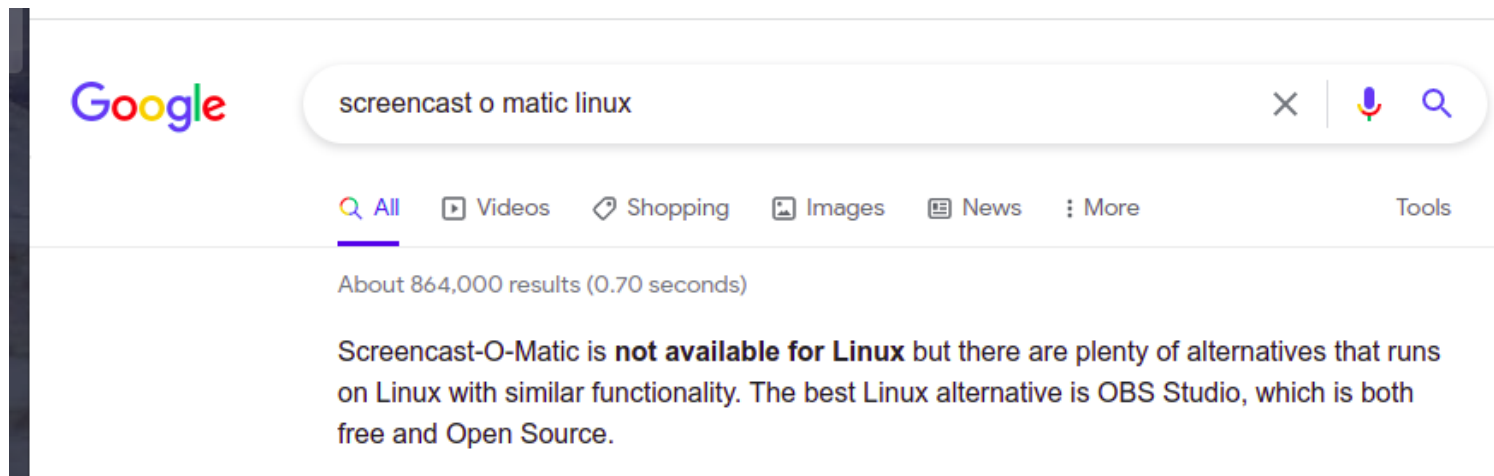 Google screencast o matic linux
All Videos Shopping Images News More Tools
About 864,000 results (0.70 seconds)
Screencast-O-Matic is not available for Linux but there are plenty of alternatives that runs
on Linux with similar functionality. The best Linux alternative is OBS Studio, which is both
free and Open Source.